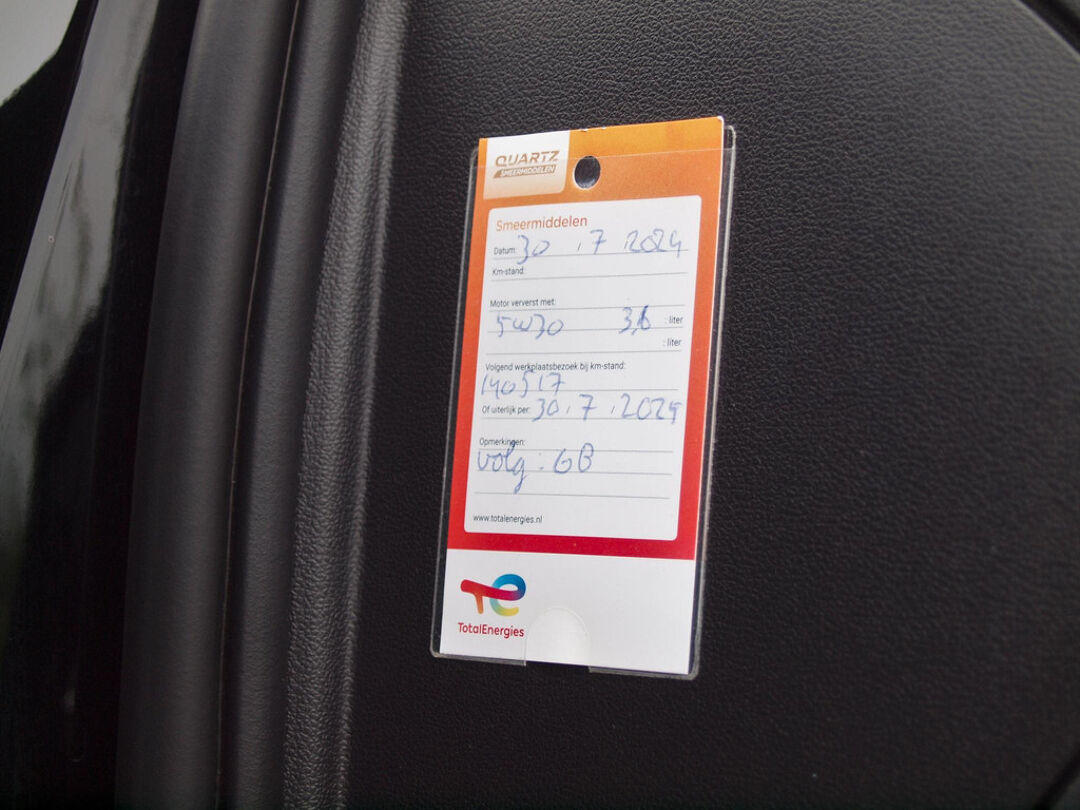 QUARTZ
SMEERMIDDELEN
Smeermiddelen
Datum: 30 . 7 . 2024
Km-stand:
Motor ververst met:
5W30 3,6 : liter
: liter
Volgend werkplaatsbezoek bij km-stand:
140517
Of uiterlijk per: 30 . 7 . 2024
Opmerkingen:
volg : GB
www.totalenergies.nl
TotalEnergies